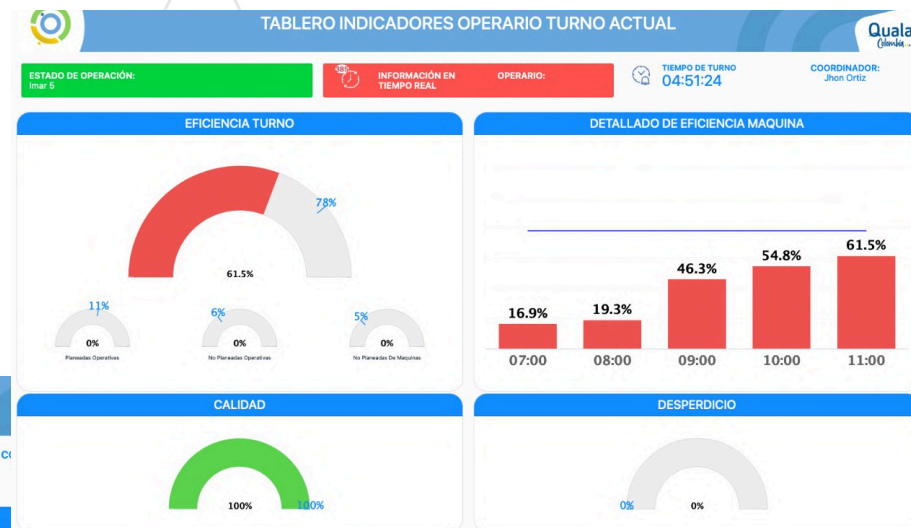 TABLERO INDICADORES OPERARIO TURNO ACTUAL
Quala
Colombia
ESTADO DE OPERACIÓN:
Imar 5
INFORMACIÓN EN
TIEMPO REAL
OPERARIO:
TIEMPO DE TURNO
04:51:24
COORDINADOR:
Jhon Ortiz
EFICIENCIA TURNO
78%
61.5%
11%
0%
Planeadas Operativas
6%
0%
No Planeadas Operativas
5%
0%
No Planeadas De Maquinas
DETALLADO DE EFICIENCIA MAQUINA
16.9%
19.3%
46.3%
54.8%
61.5%
07:00
08:00
09:00
10:00
11:00
CALIDAD
100%
100%
DESPERDICIO
0%
0%